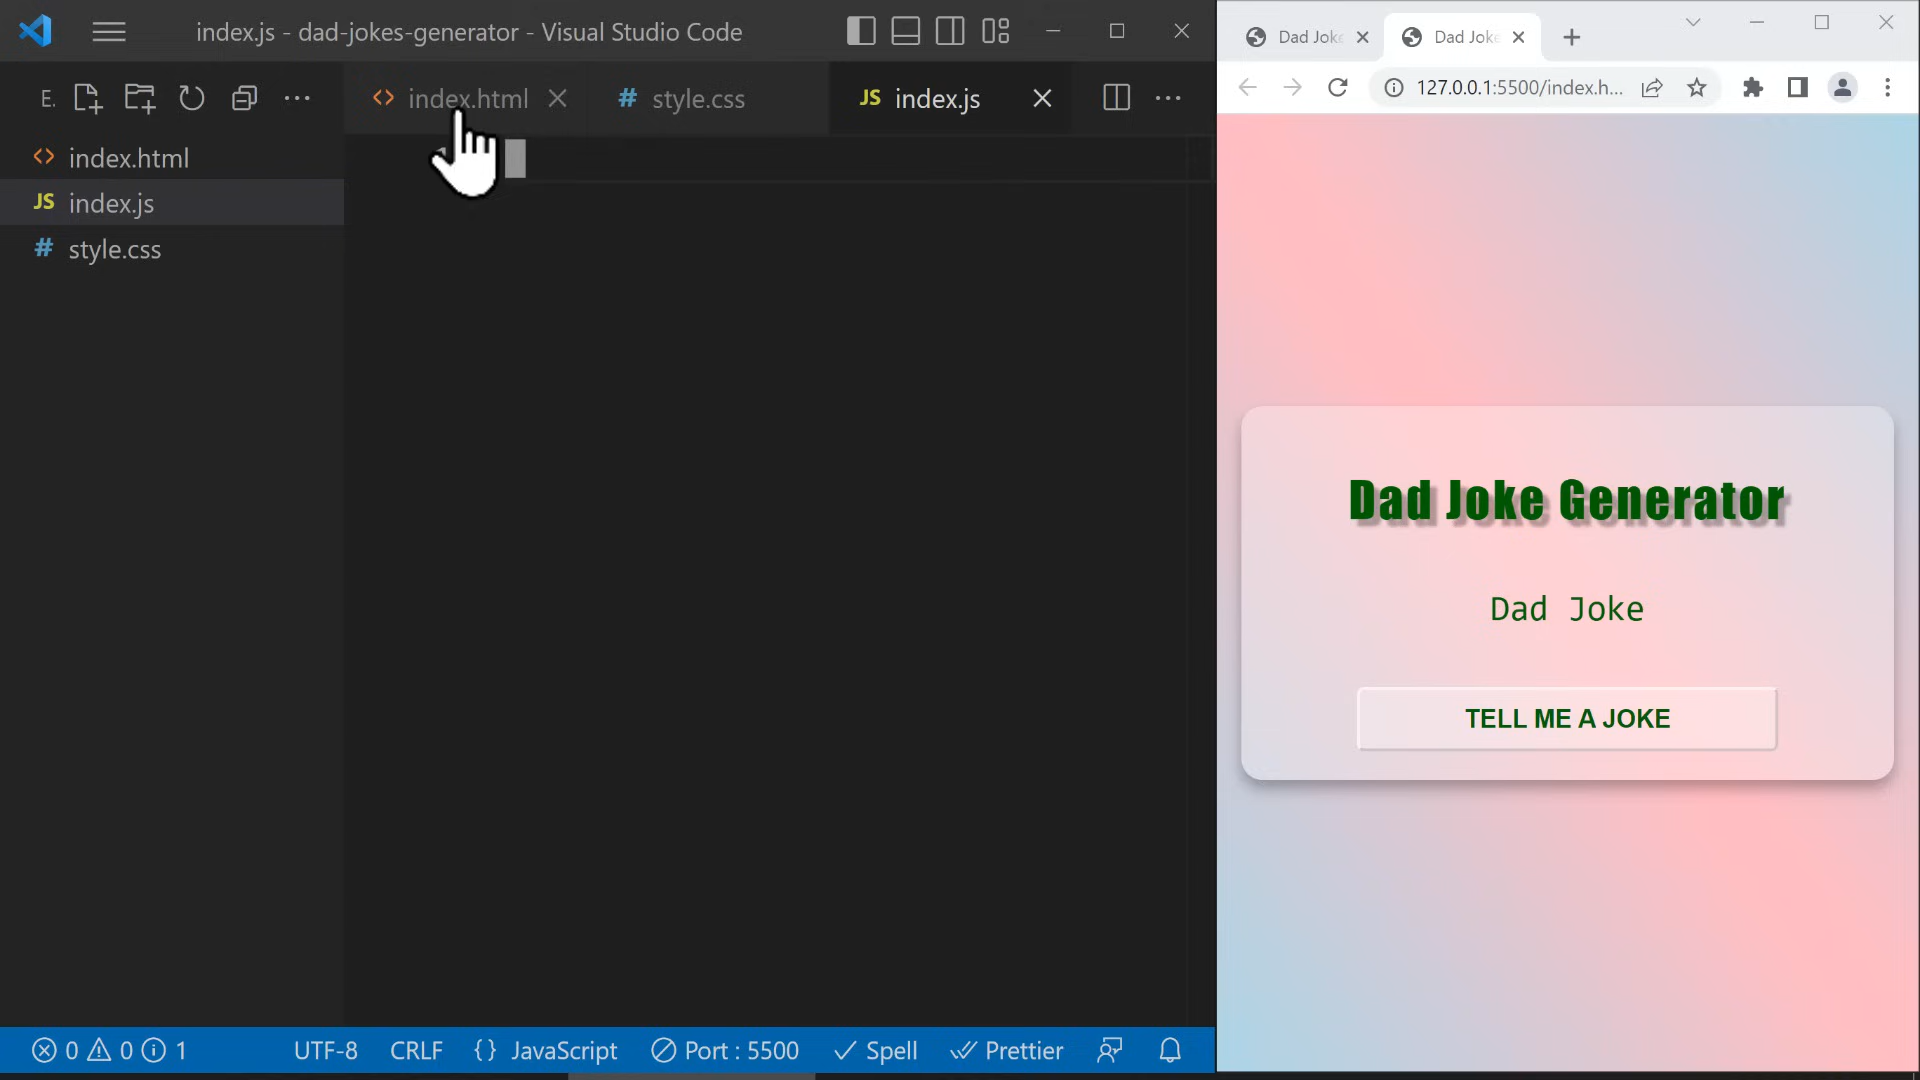 index.js - dad-jokes-generator - Visual Studio Code
E.
index.html
JS index.js
# style.css
index.html
# style.css
JS index.js
0 0 1
UTF-8
CRLF
{} JavaScript
Port : 5500
Spell
Prettier
Dad Joke
Dad Joke
127.0.0.1:5500/index.h...
Dad Joke Generator
Dad Joke
TELL ME A JOKE